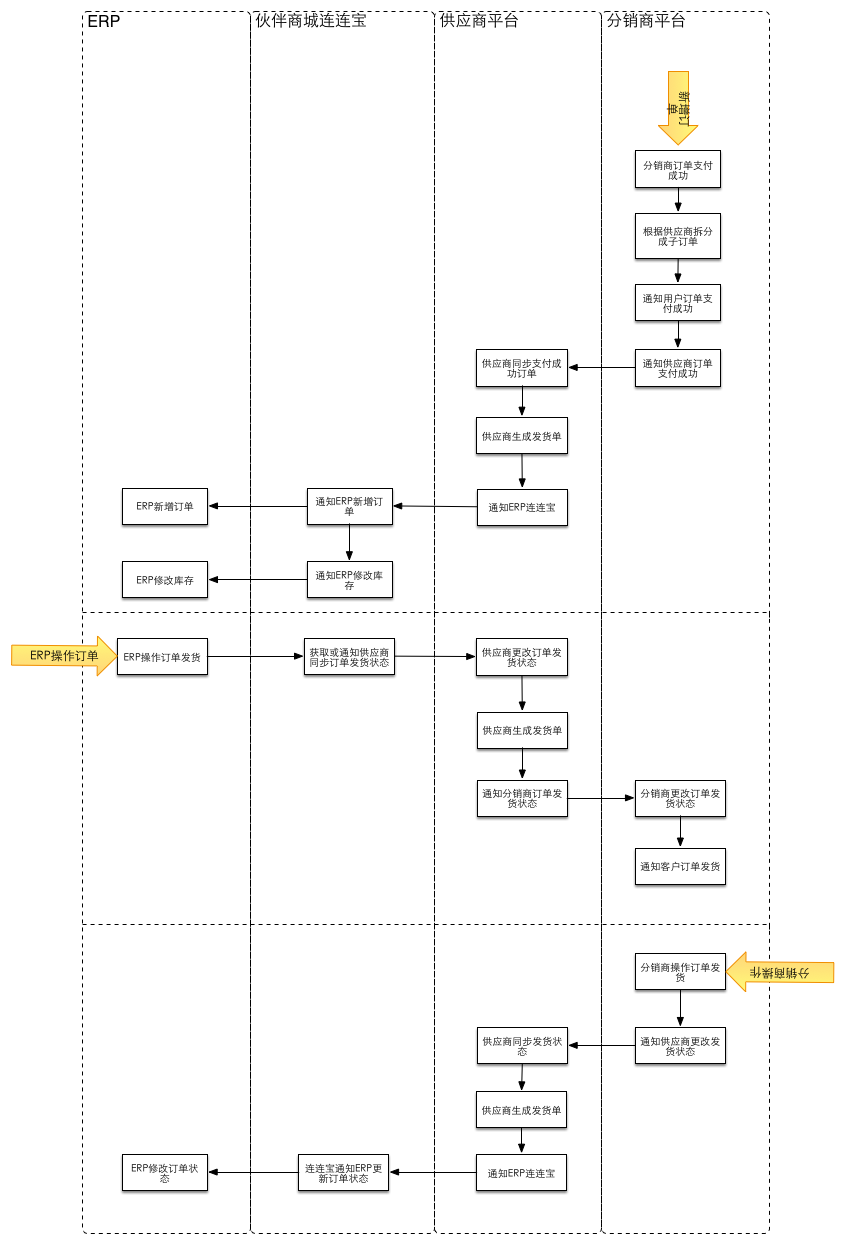 ERP
伙伴商城连连宝
供应商平台
分销商平台
新增订
单
分销商订单支付
成功
根据供应商拆分
成子订单
通知用户订单支
付成功
通知供应商订单
支付成功
供应商同步支付成
功订单
供应商生成发货单
通知ERP连连宝
通知ERP新增订
单
ERP新增订单
通知ERP修改库
存
ERP修改库存
ERP操作订单
ERP操作订单发货
获取或通知供应商
同步订单发货状态
供应商更改订单发
货状态
供应商生成发货单
通知分销商订单发
货状态
分销商更改订单发
货状态
通知客户订单发货
分销商操作
分销商操作订单发
货
通知供应商更改发
货状态
供应商同步发货状
态
供应商生成发货单
通知ERP连连宝
连连宝通知ERP更
新订单状态
ERP修改订单状
态